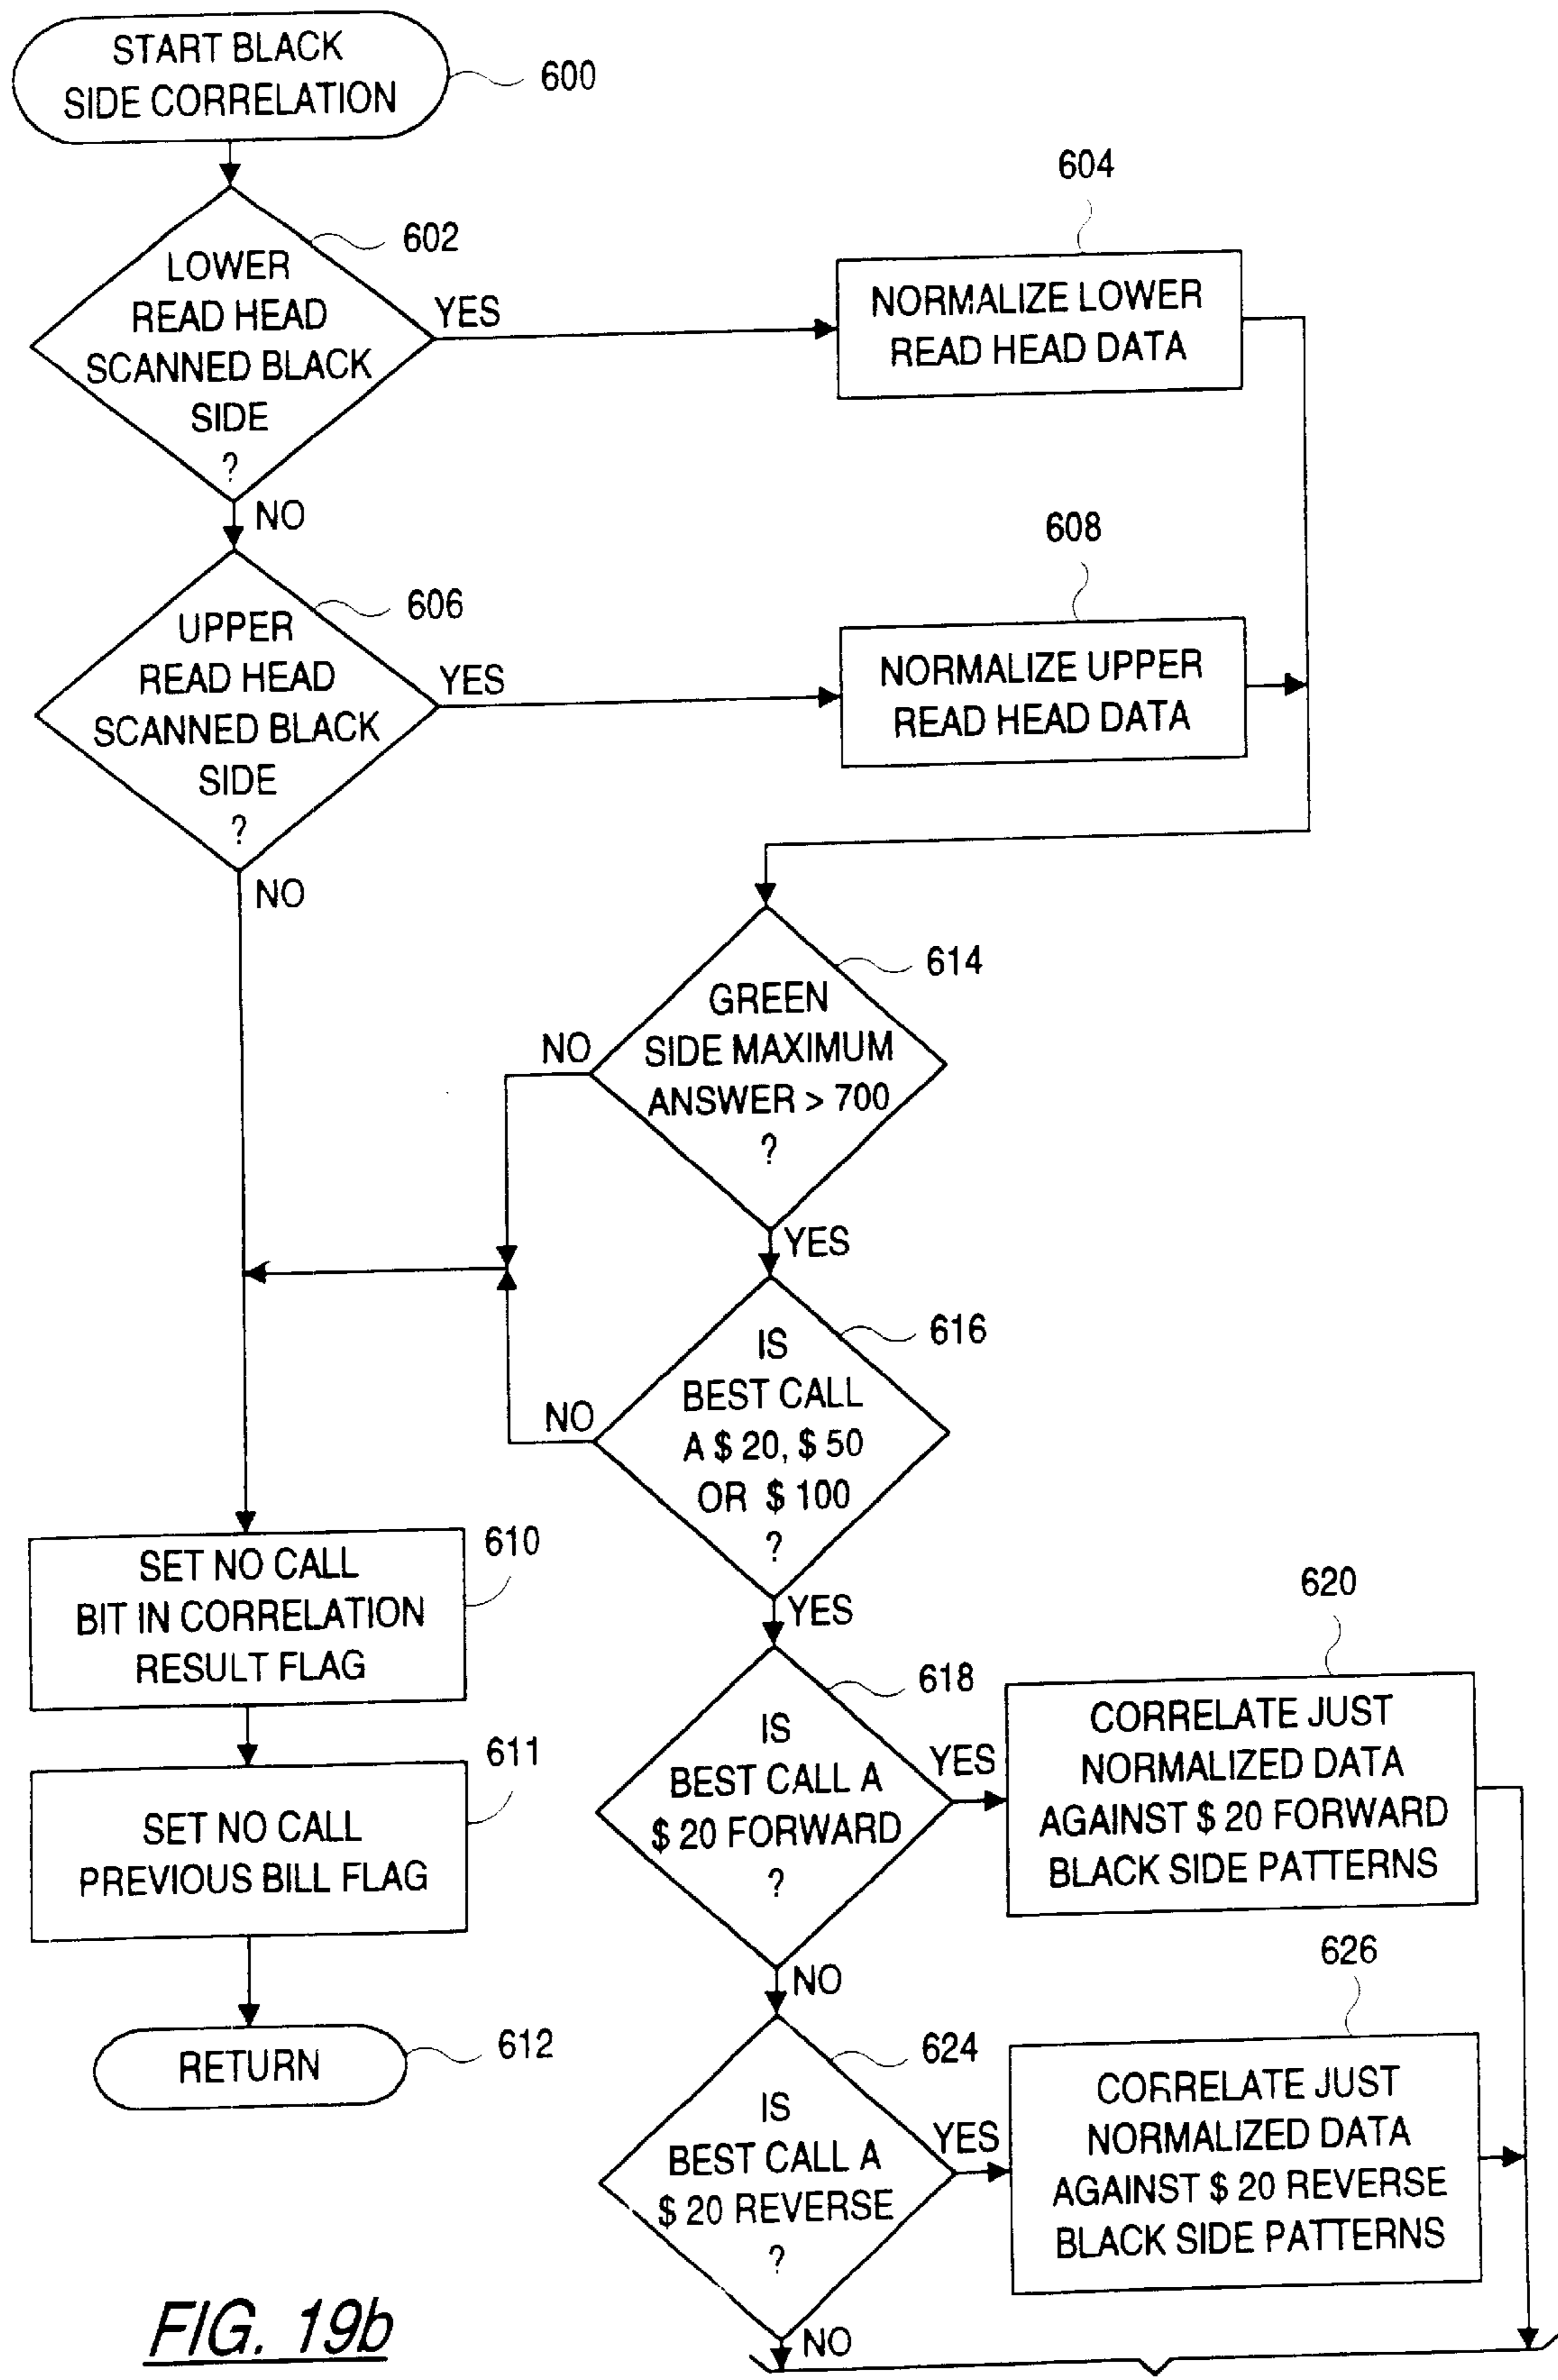 START BLACK
SIDE CORRELATION
600
602
LOWER
READ HEAD
SCANNED BLACK
SIDE
?
YES
NO
604
NORMALIZE LOWER
READ HEAD DATA
606
UPPER
READ HEAD
SCANNED BLACK
SIDE
?
YES
NO
608
NORMALIZE UPPER
READ HEAD DATA
614
GREEN
SIDE MAXIMUM
ANSWER > 700
?
NO
YES
616
IS
BEST CALL
A $ 20, $ 50
OR $ 100
?
NO
YES
610
SET NO CALL
BIT IN CORRELATION
RESULT FLAG
611
SET NO CALL
PREVIOUS BILL FLAG
RETURN
612
618
IS
BEST CALL A
$ 20 FORWARD
?
YES
NO
620
CORRELATE JUST
NORMALIZED DATA
AGAINST $ 20 FORWARD
BLACK SIDE PATTERNS
624
IS
BEST CALL A
$ 20 REVERSE
?
YES
NO
626
CORRELATE JUST
NORMALIZED DATA
AGAINST $ 20 REVERSE
BLACK SIDE PATTERNS
FIG. 19b